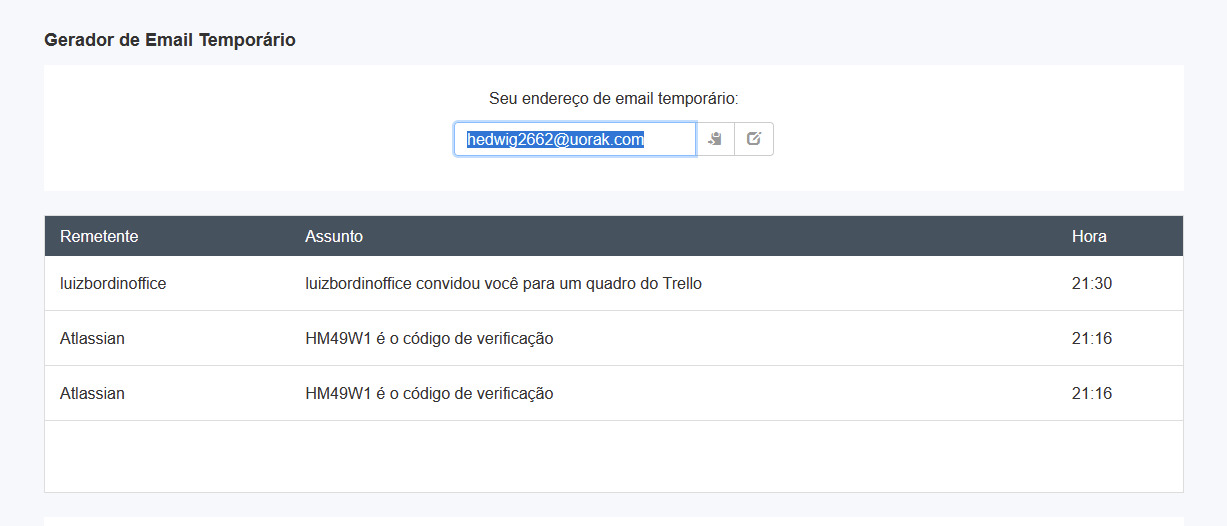 Gerador de Email Temporário
Seu endereço de email temporário:
hedwig2662@uorak.com
Remetente Assunto Hora
luizbordinoffice luizbordinoffice convidou você para um quadro do Trello 21:30
Atlassian HM49W1 é o código de verificação 21:16
Atlassian HM49W1 é o código de verificação 21:16